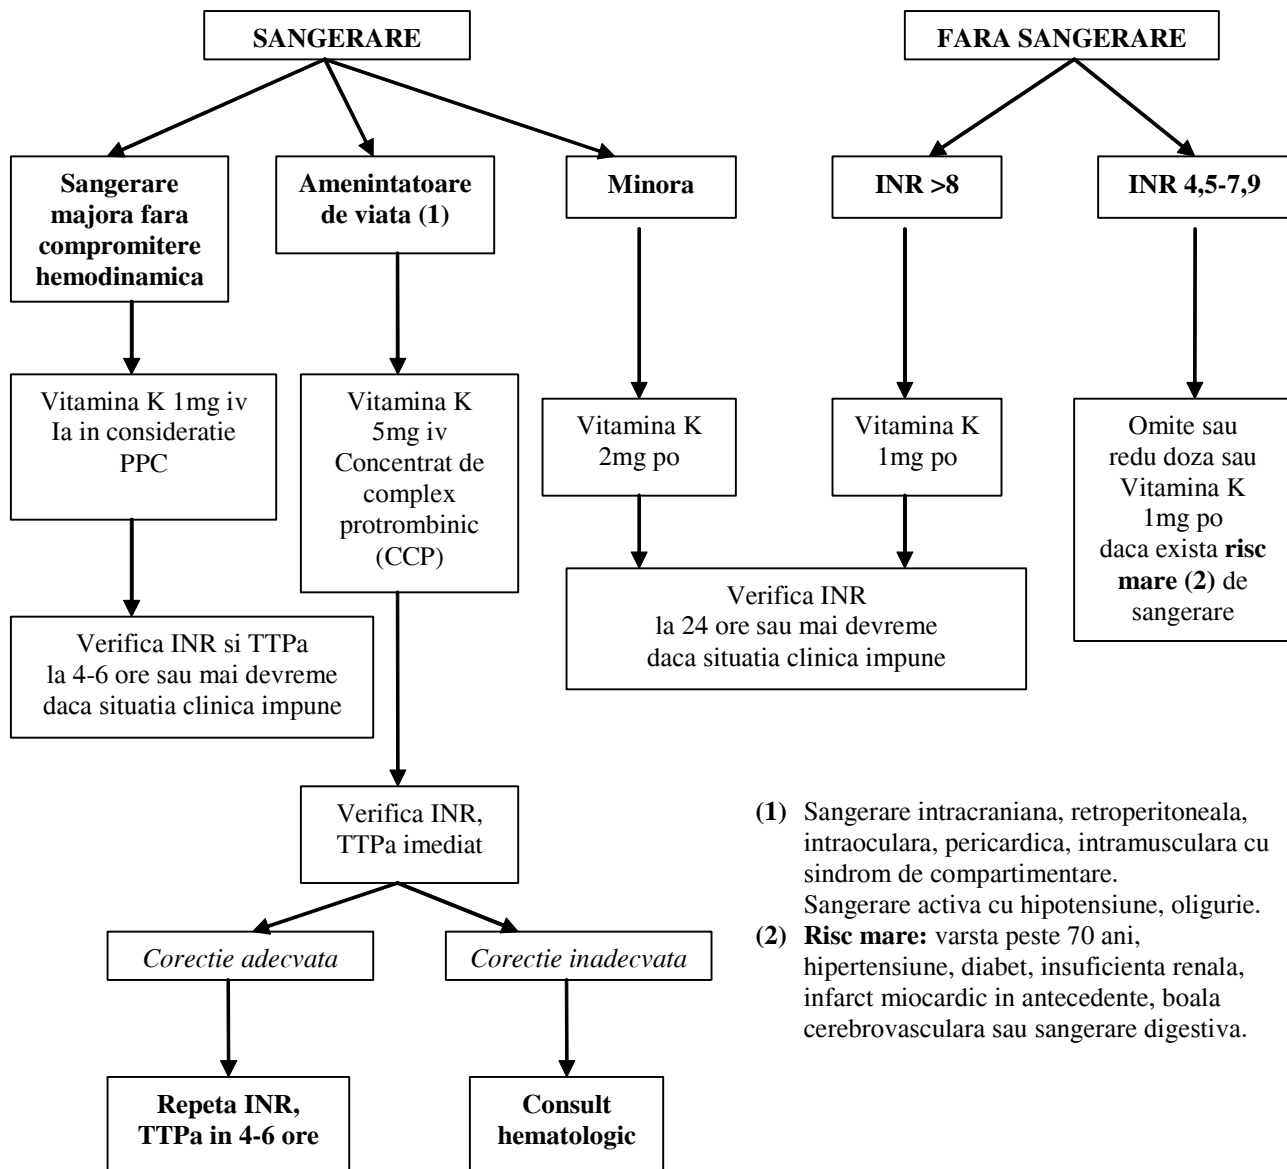 SANGERARE
FARA SANGERARE
Sangerare
majora fara
compromitere
hemodinamica
Amenintatoare
de viata (1)
Minora
INR >8
INR 4,5-7,9
Vitamina K 1mg iv
Ia in consideratie
PPC
Vitamina K
5mg iv
Concentrat de
complex
protrombinic
(CCP)
Vitamina K
2mg po
Vitamina K
1mg po
Omite sau
redu doza sau
Vitamina K
1mg po
daca exista risc
mare (2) de
sangerare
Verifica INR si TTPa
la 4-6 ore sau mai devreme
daca situatia clinica impune
Verifica INR
la 24 ore sau mai devreme
daca situatia clinica impune
Verifica INR,
TTPa imediat
Corectie adecvata
Corectie inadecvata
Repeta INR,
TTPa in 4-6 ore
Consult
hematologic
(1) Sangerare intracraniana, retroperitoneala,
intraoculara, pericardica, intramusculara cu
sindrom de compartimentare.
Sangerare activa cu hipotensiune, oligurie.
(2) Risc mare: varsta peste 70 ani,
hipertensiune, diabet, insuficienta renala,
infarct miocardic in antecedente, boala
cerebrovasculara sau sangerare digestiva.